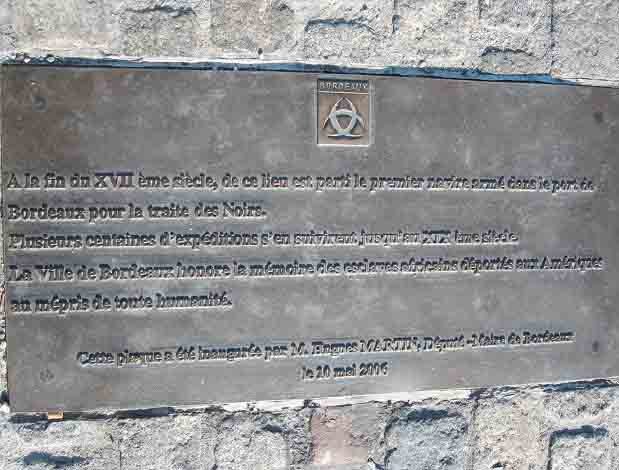 BORDEAUX
A la fin du XVII ème siècle, de ce lieu est parti le premier navire armé dans le port de
Bordeaux pour la traite des Noirs.
Plusieurs centaines d'expéditions s'en suivirent jusqu'au XIX ème siècle.
La Ville de Bordeaux honore la mémoire des esclaves africains déportés aux Amériques
au mépris de toute humanité.
Cette plaque a été inaugurée par M. Hugues MARTIN, Député -Maire de Bordeaux
le 10 mai 2006